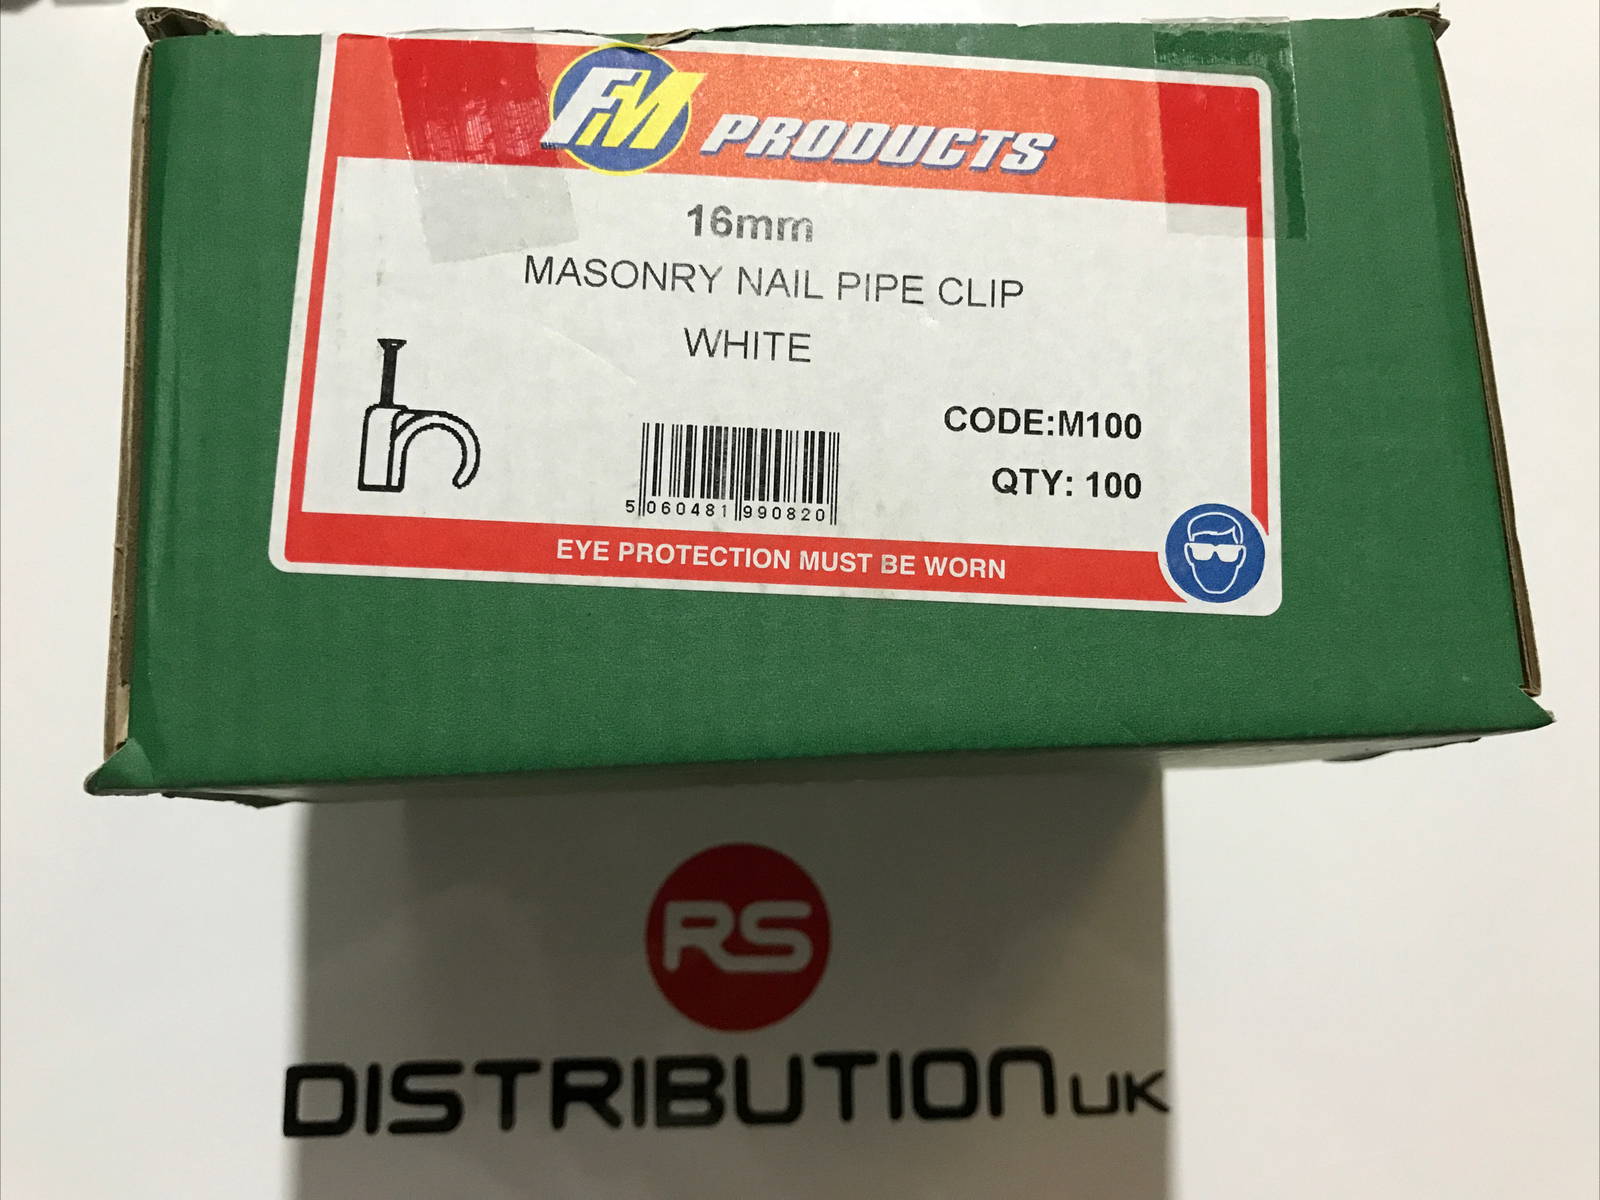 FM PRODUCTS
16mm
MASONRY NAIL PIPE CLIP
WHITE
CODE:M100
QTY: 100
5 060481 990820
EYE PROTECTION MUST BE WORN
RS
DISTRIBUTION UK